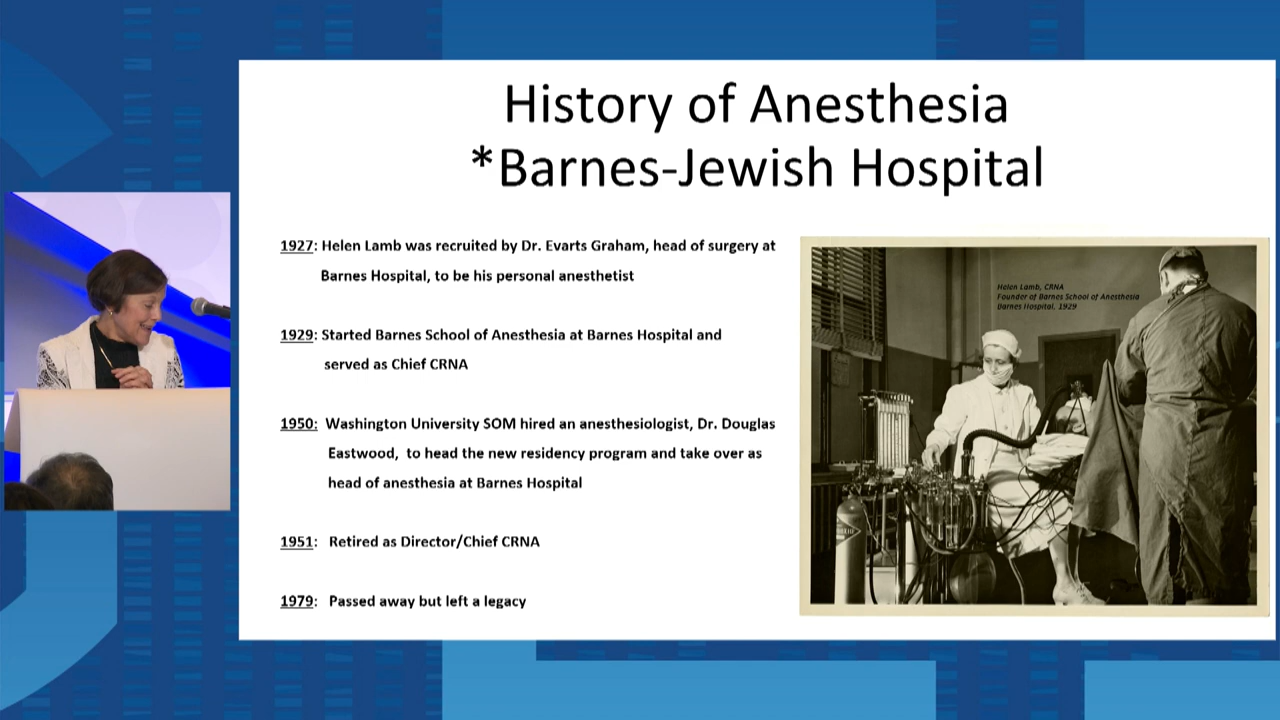 History of Anesthesia
*Barnes-Jewish Hospital
1927: Helen Lamb was recruited by Dr. Evarts Graham, head of surgery at
Barnes Hospital, to be his personal anesthetist
1929: Started Barnes School of Anesthesia at Barnes Hospital and
served as Chief CRNA
1950: Washington University SOM hired an anesthesiologist, Dr. Douglas
Eastwood, to head the new residency program and take over as
head of anesthesia at Barnes Hospital
1951: Retired as Director/Chief CRNA
1979: Passed away but left a legacy
Helen Lamb, CRNA
Founder of Barnes School of Anesthesia
Barnes Hospital, 1929